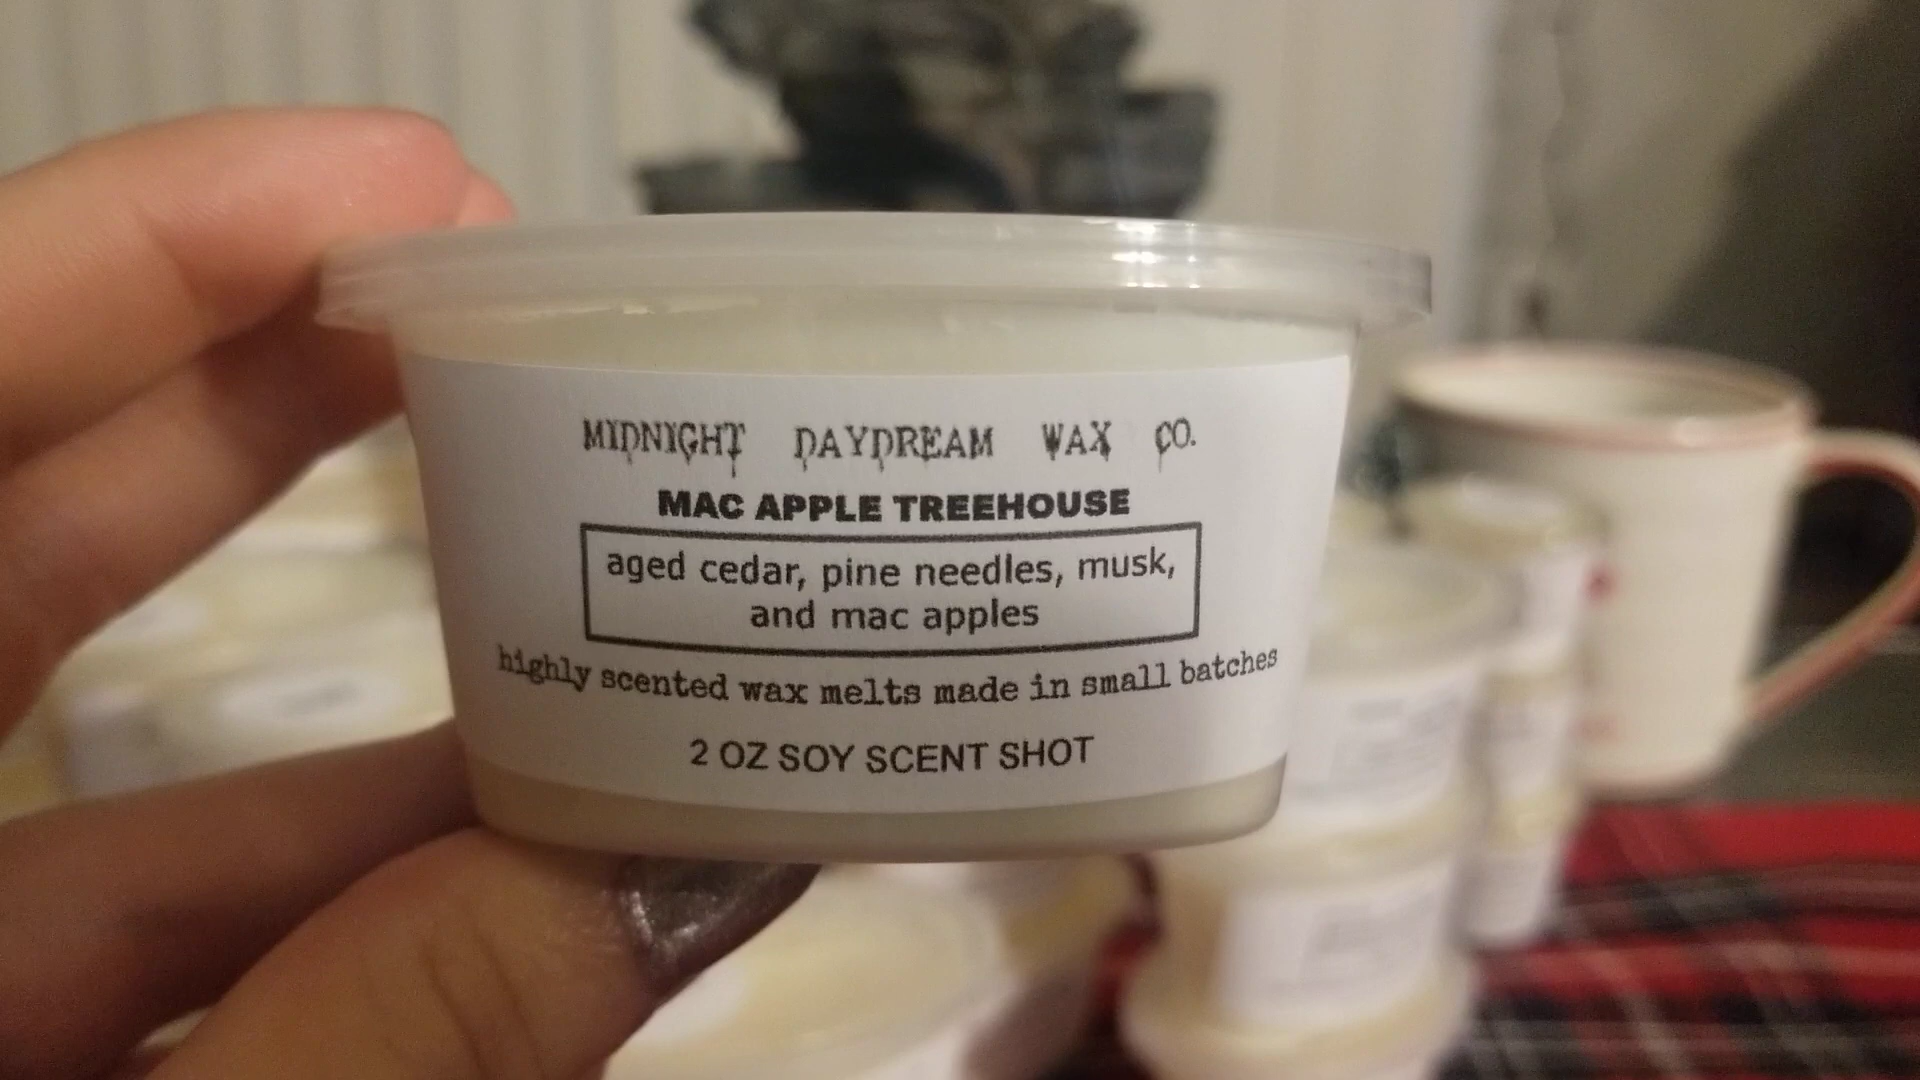 MIDNIGHT DAYDREAM WAX CO.
MAC APPLE TREEHOUSE
aged cedar, pine needles, musk,
and mac apples
highly scented wax melts made in small batches
2 OZ SOY SCENT SHOT